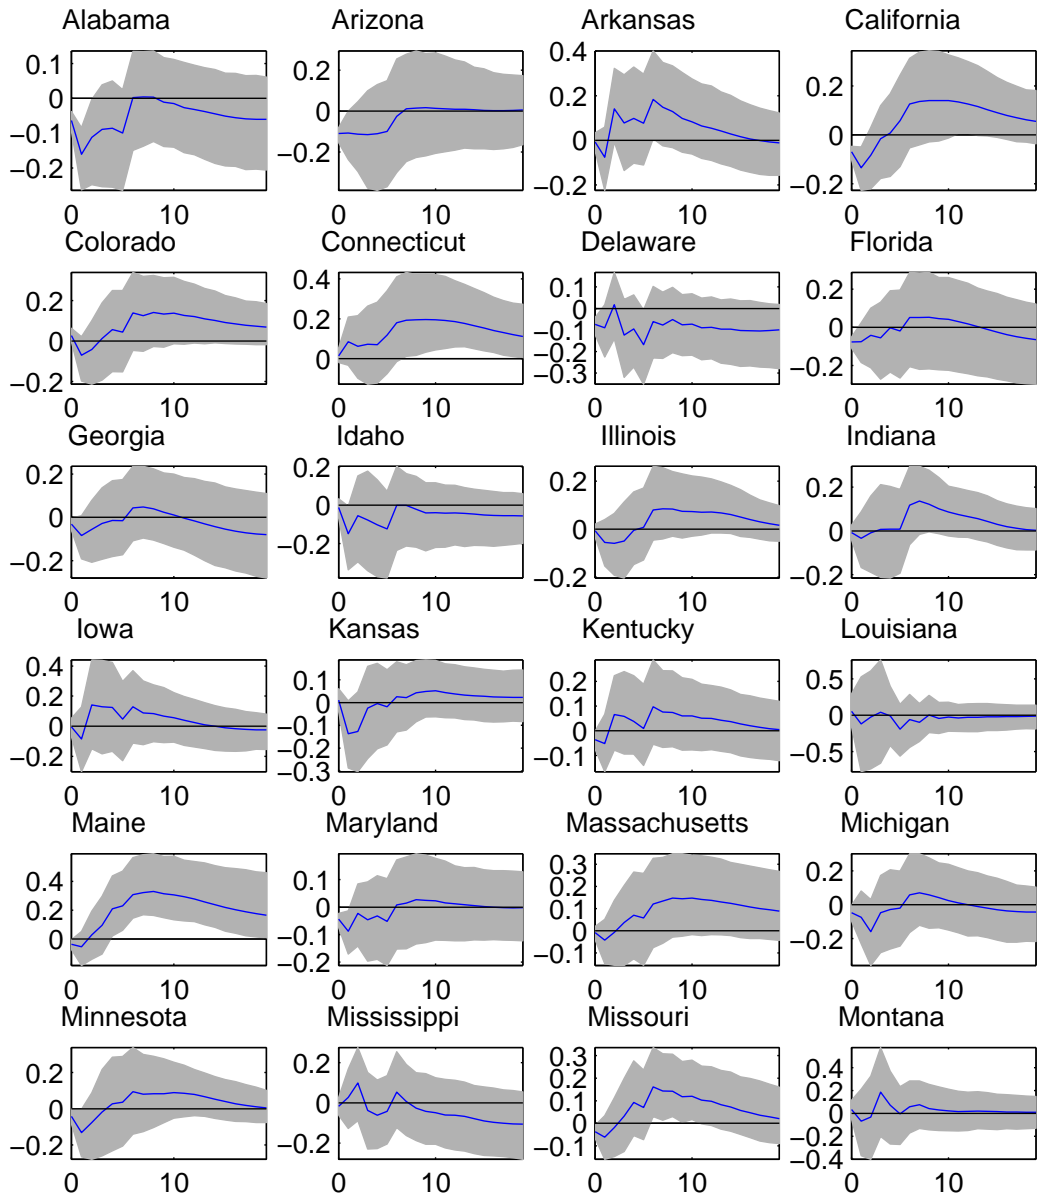 Alabama Arizona Arkansas California
0.1 0.2 0.4 0.2
0 0 0.2 0
−0.1 −0.2 0 −0.2
−0.2 −0.2
0 10 0 10 0 10 0 10
Colorado Connecticut Delaware Florida
0.2 0.4 0.1 0.2
0 0.2 0 0
−0.2 0 −0.1 −0.2
−0.2
−0.3
0 10 0 10 0 10 0 10
Georgia Idaho Illinois Indiana
0.2 0.2 0.2 0.2
0 0 0 0
−0.2 −0.2 −0.2 −0.2
0 10 0 10 0 10 0 10
Iowa Kansas Kentucky Louisiana
0.4 0.1 0.2 0.5
0.2 0 0.1 0
0 −0.1 0 −0.5
−0.2 −0.2 −0.1
−0.3
0 10 0 10 0 10 0 10
Maine Maryland Massachusetts Michigan
0.4 0.1 0.3 0.2
0.2 0 0.2 0
0 −0.1 0.1 −0.2
−0.2 0
−0.1
0 10 0 10 0 10 0 10
Minnesota Mississippi Missouri Montana
0.2 0.2 0.3 0.4
0 0 0.2 0.2
−0.2 −0.2 0.1 0
0 −0.2
−0.1 −0.4
0 10 0 10 0 10 0 10